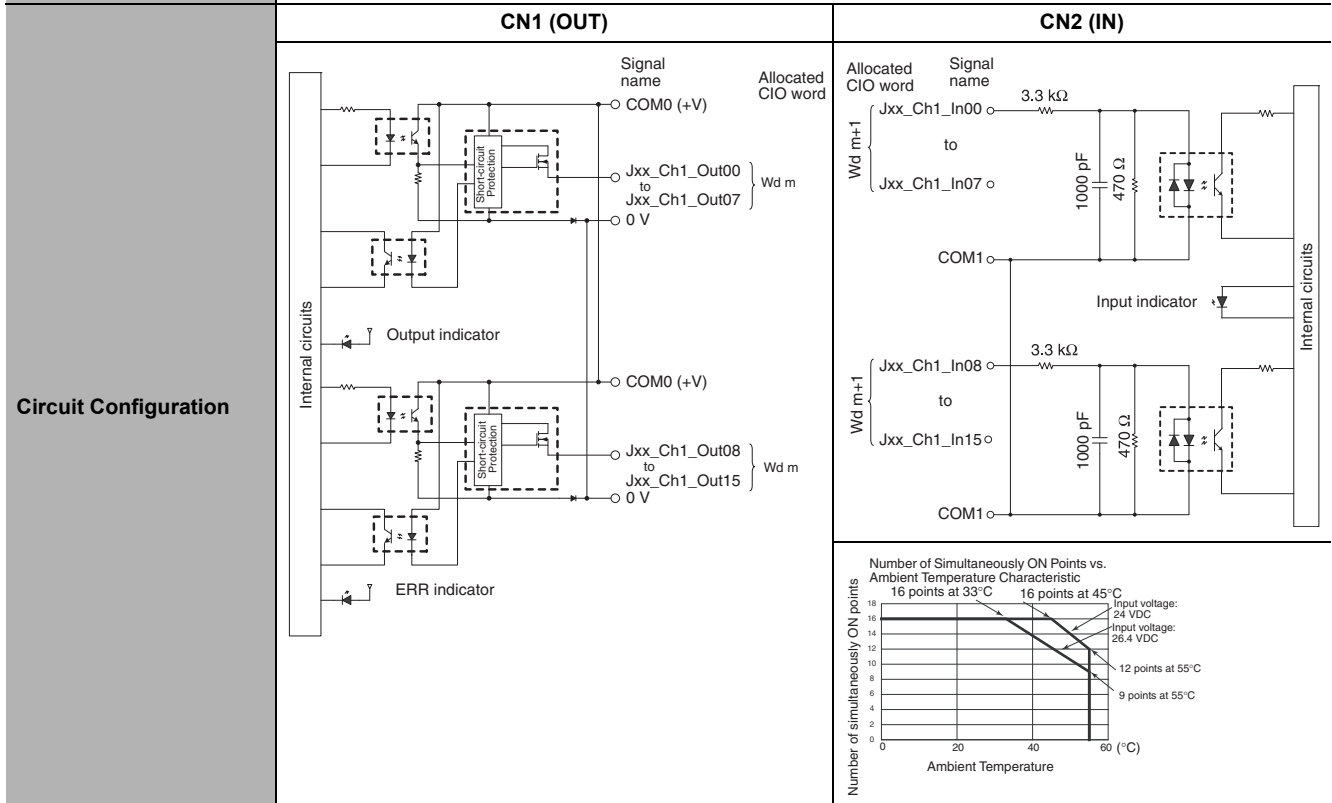 CN1 (OUT)
CN2 (IN)
Circuit Configuration
Internal circuits
Signal
name
Allocated
CIO word
COM0 (+V)
Short-circuit
Protection
Jxx_Ch1_Out00
to
Jxx_Ch1_Out07
Wd m
0 V
Output indicator
COM0 (+V)
Short-circuit
Protection
Jxx_Ch1_Out08
to
Jxx_Ch1_Out15
Wd m
0 V
ERR indicator
Allocated
CIO word
Signal
name
Wd m+1
Jxx_Ch1_In00
to
Jxx_Ch1_In07
3.3 kΩ
1000 pF
470 Ω
COM1
Input indicator
Internal circuits
Wd m+1
Jxx_Ch1_In08
to
Jxx_Ch1_In15
3.3 kΩ
1000 pF
470 Ω
COM1
Number of Simultaneously ON Points vs.
Ambient Temperature Characteristic
16 points at 33°C
16 points at 45°C
Input voltage:
24 VDC
Input voltage:
26.4 VDC
12 points at 55°C
9 points at 55°C
Number of simultaneously ON points
18
16
14
12
10
8
6
4
2
0
0 20 40 60 (°C)
Ambient Temperature